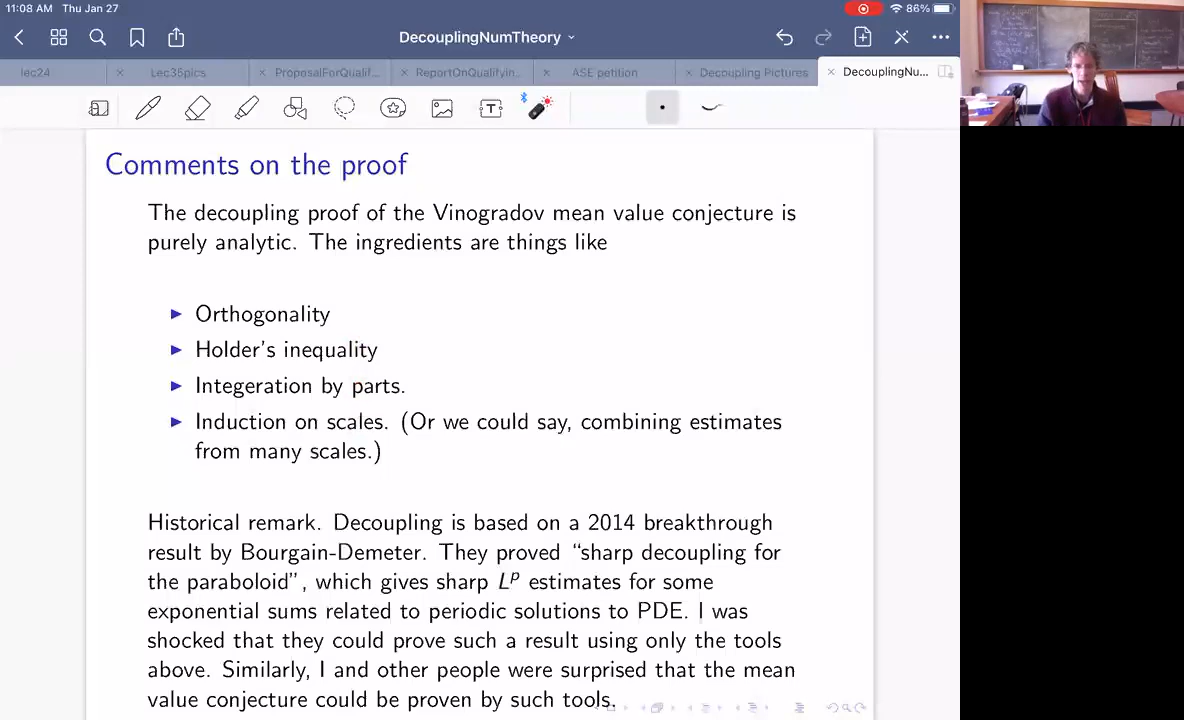 11:08 AM Thu Jan 27
86%
DecouplingNumTheory
lec24
Lec35pics
ProposalForQualif...
ReportOnQualifyin...
ASE petition
Decoupling Pictures
DecouplingNu...
Comments on the proof
The decoupling proof of the Vinogradov mean value conjecture is
purely analytic. The ingredients are things like
▶ Orthogonality
▶ Holder's inequality
▶ Integeration by parts.
▶ Induction on scales. (Or we could say, combining estimates
from many scales.)
Historical remark. Decoupling is based on a 2014 breakthrough
result by Bourgain-Demeter. They proved “sharp decoupling for
the paraboloid”, which gives sharp Lᵖ estimates for some
exponential sums related to periodic solutions to PDE. I was
shocked that they could prove such a result using only the tools
above. Similarly, I and other people were surprised that the mean
value conjecture could be proven by such tools.